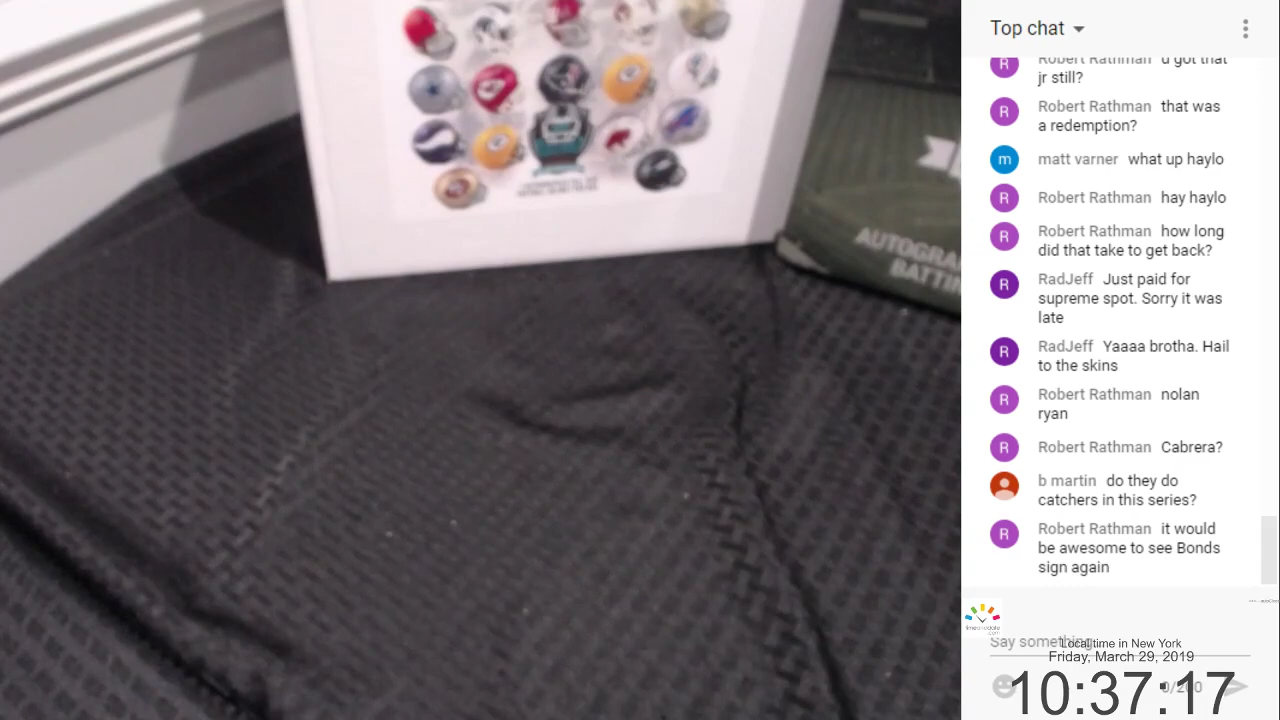 AUTOGRA
BATTIN
Top chat
Robert Rathman u got that
jr still?
Robert Rathman that was
a redemption?
matt varner what up haylo
Robert Rathman hay haylo
Robert Rathman how long
did that take to get back?
RadJeff Just paid for
supreme spot. Sorry it was
late
RadJeff Yaaaa brotha. Hail
to the skins
Robert Rathman nolan
ryan
Robert Rathman Cabrera?
b martin do they do
catchers in this series?
Robert Rathman it would
be awesome to see Bonds
sign again
Say something...
Local time in New York
Friday, March 29, 2019
0/200
10:37:17